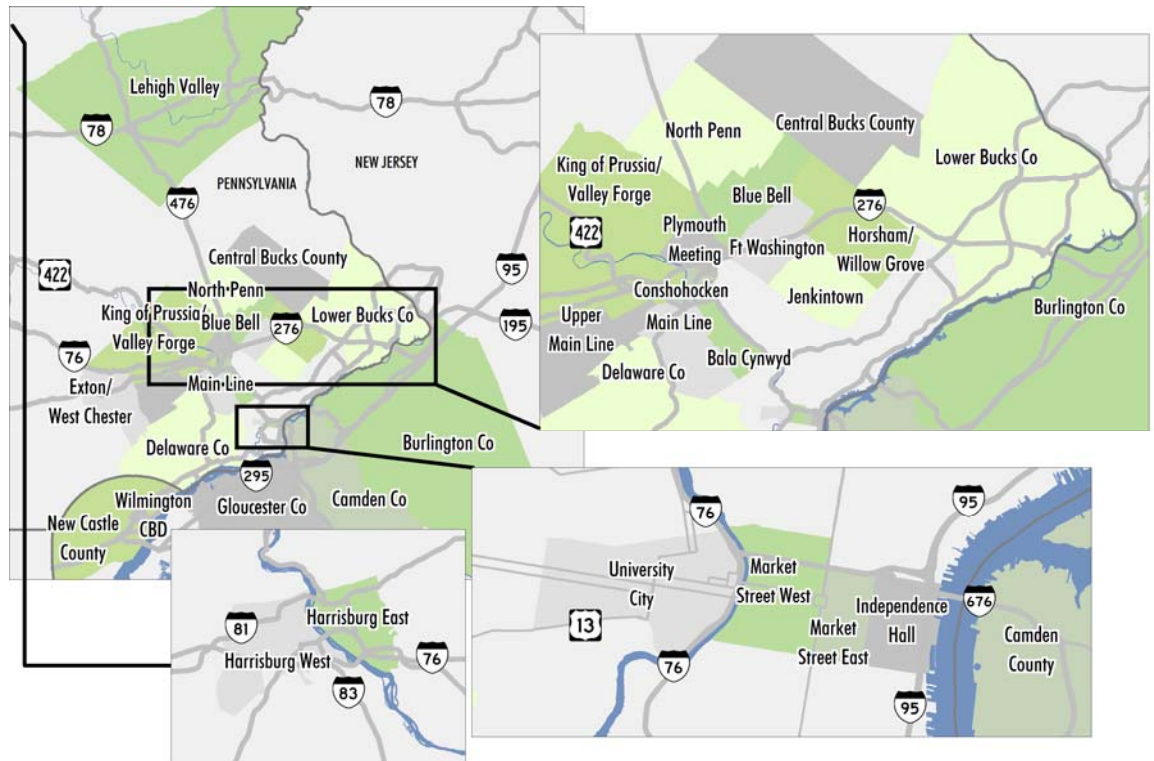 Lehigh Valley
78
78
NEW JERSEY
PENNSYLVANIA
476
422
95
Central Bucks County
North Penn
King of Prussia/
Valley Forge
Blue Bell
276
Lower Bucks Co
195
76
Exton/
West Chester
Main Line
Delaware Co
Burlington Co
295
Wilmington
CBD
Gloucester Co
Camden Co
New Castle
County
North Penn
Central Bucks County
King of Prussia/
Valley Forge
Lower Bucks Co
Blue Bell
276
422
Plymouth
Meeting
Ft Washington
Horsham/
Willow Grove
Conshohocken
Jenkintown
Burlington Co
Upper
Main Line
Main Line
Bala Cynwyd
Delaware Co
81
Harrisburg East
Harrisburg West
76
83
76
95
University
City
Market
Street West
13
Independence
Hall
676
Market
Street East
Camden
County
76
95